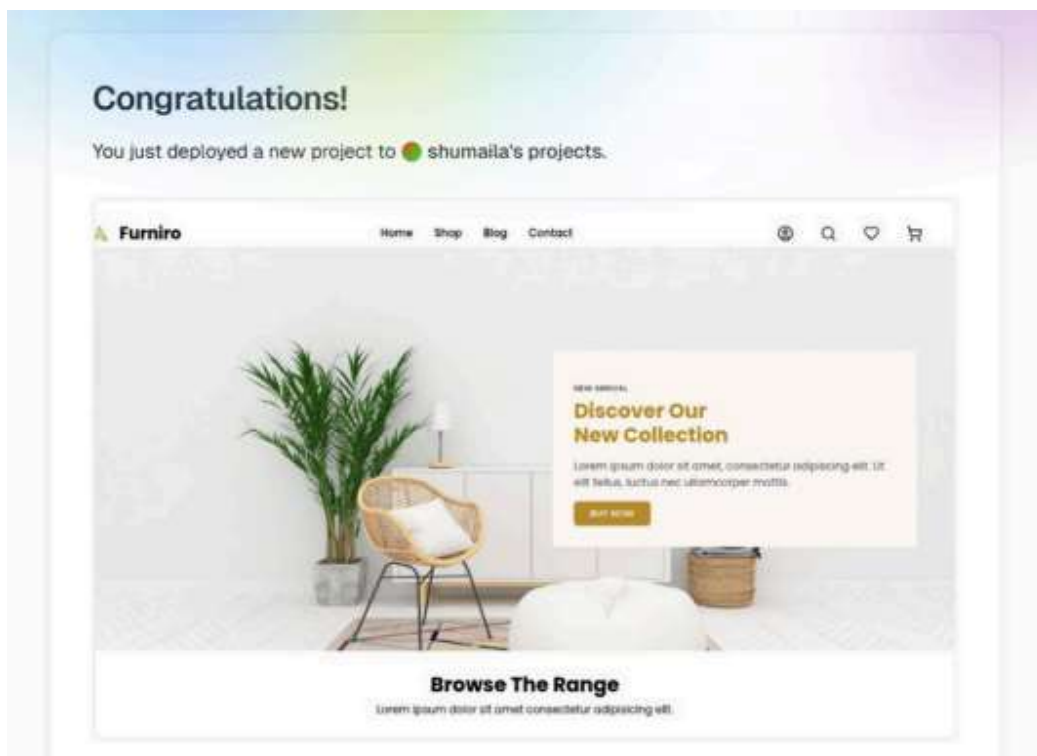 Congratulations!
You just deployed a new project to shumaila's projects.
Furniro
Home Shop Blog Contact
NEW ARRIVAL
Discover Our
New Collection
Lorem ipsum dolor sit amet, consectetur adipiscing elit. Ut
elit tellus, luctus nec ullamcorper mattis.
BUY NOW
Browse The Range
Lorem ipsum dolor sit amet consectetur adipisicing elit.